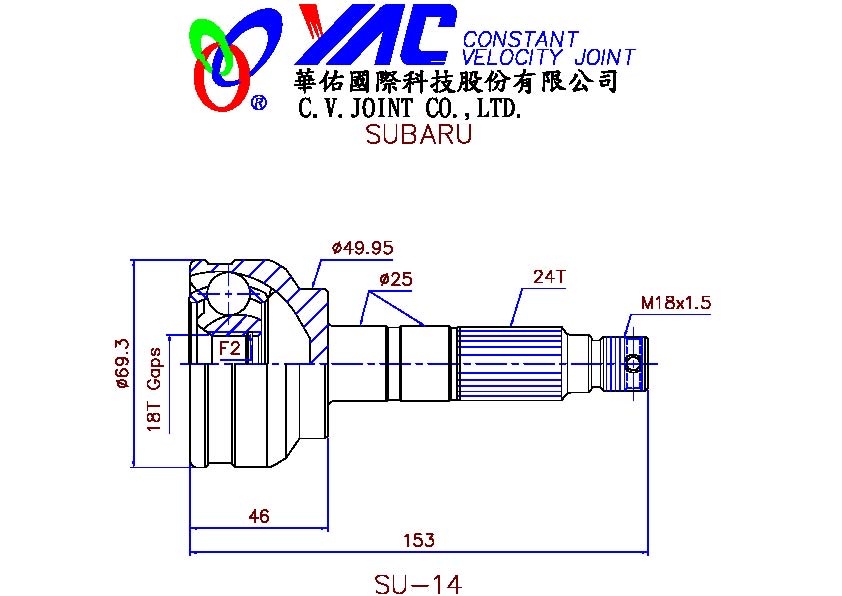 YAC CONSTANT
VELOCITY JOINT
®
華佑國際科技股份有限公司
C.V.JOINT CO.,LTD.
SUBARU
ø49.95
ø25
24T
M18x1.5
ø69.3
18T Gaps
F2
46
153
SU-14